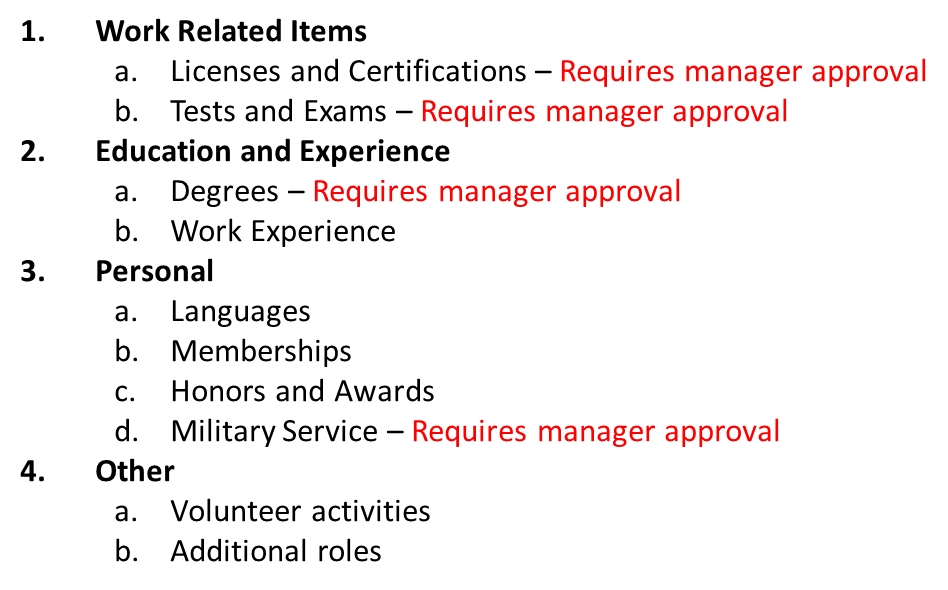 1. Work Related Items
a. Licenses and Certifications – Requires manager approval
b. Tests and Exams – Requires manager approval
2. Education and Experience
a. Degrees – Requires manager approval
b. Work Experience
3. Personal
a. Languages
b. Memberships
c. Honors and Awards
d. Military Service – Requires manager approval
4. Other
a. Volunteer activities
b. Additional roles